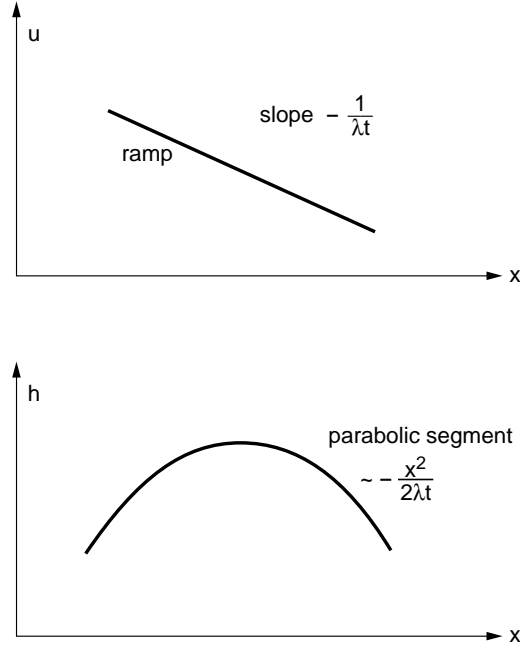 u
slope − 1/λt
ramp
x
h
parabolic segment
~ − x²/2λt
x